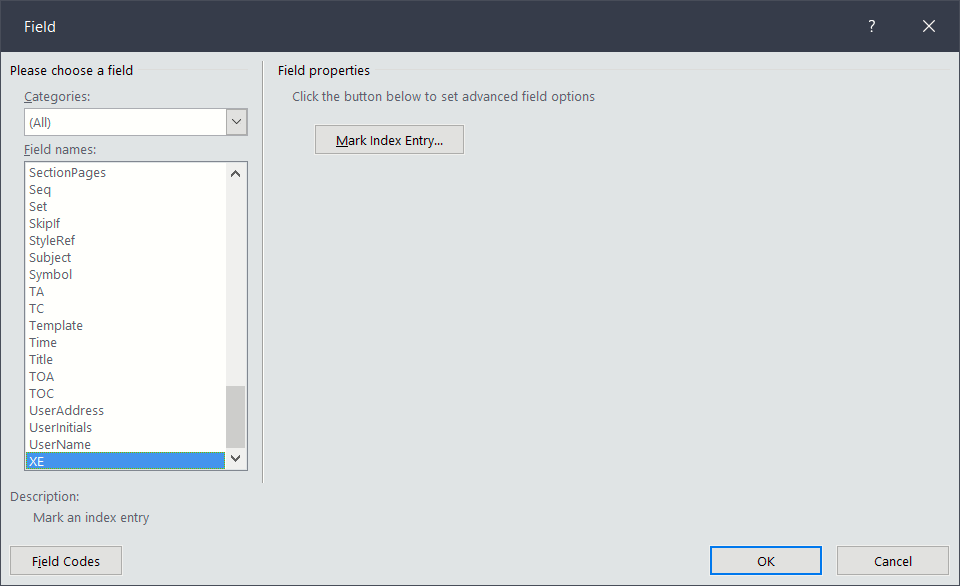 Field
?
Please choose a field
Categories:
(All)
Field names:
SectionPages
Seq
Set
SkipIf
StyleRef
Subject
Symbol
TA
TC
Template
Time
Title
TOA
TOC
UserAddress
UserInitials
UserName
XE
Field properties
Click the button below to set advanced field options
Mark Index Entry...
Description:
Mark an index entry
Field Codes
OK
Cancel